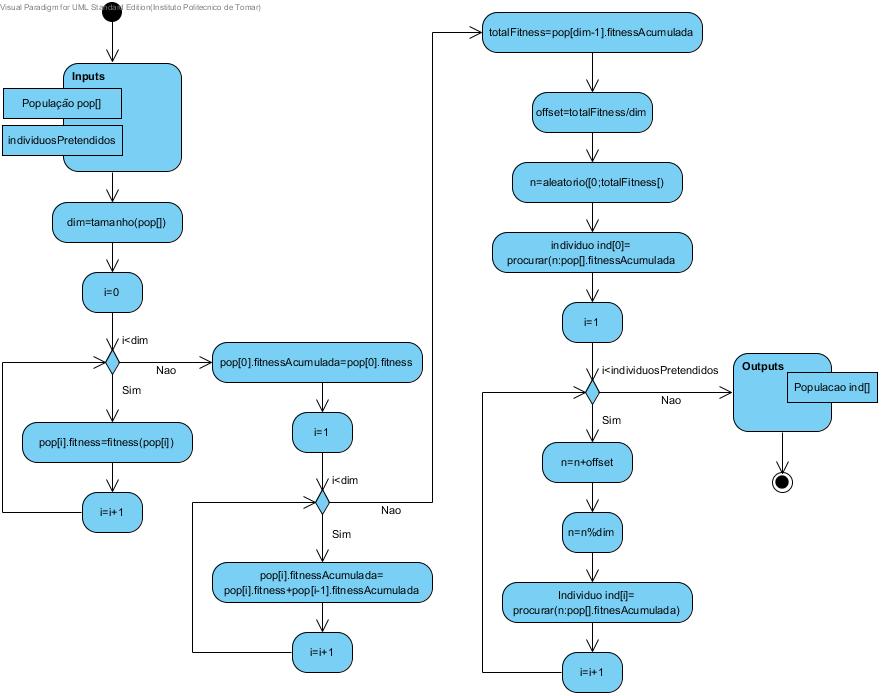 Visual Paradigm for UML Standard Edition(Instituto Politecnico de Tomar)
Inputs
População pop[]
individuosPretendidos
dim=tamanho(pop[])
i=0
i<dim
Nao
Sim
pop[i].fitness=fitness(pop[i])
i=i+1
pop[0].fitnessAcumulada=pop[0].fitness
i=1
i<dim
Nao
Sim
pop[i].fitnessAcumulada=
pop[i].fitness+pop[i-1].fitnessAcumulada
i=i+1
totalFitness=pop[dim-1].fitnessAcumulada
offset=totalFitness/dim
n=aleatorio([0;totalFitness[)
individuo ind[0]=
procurar(n:pop[].fitnessAcumulada
i=1
i<individuosPretendidos
Nao
Sim
n=n+offset
n=n%dim
Individuo ind[i]=
procurar(n:pop[].fitnesAcumulada)
i=i+1
Outputs
Populacao ind[]